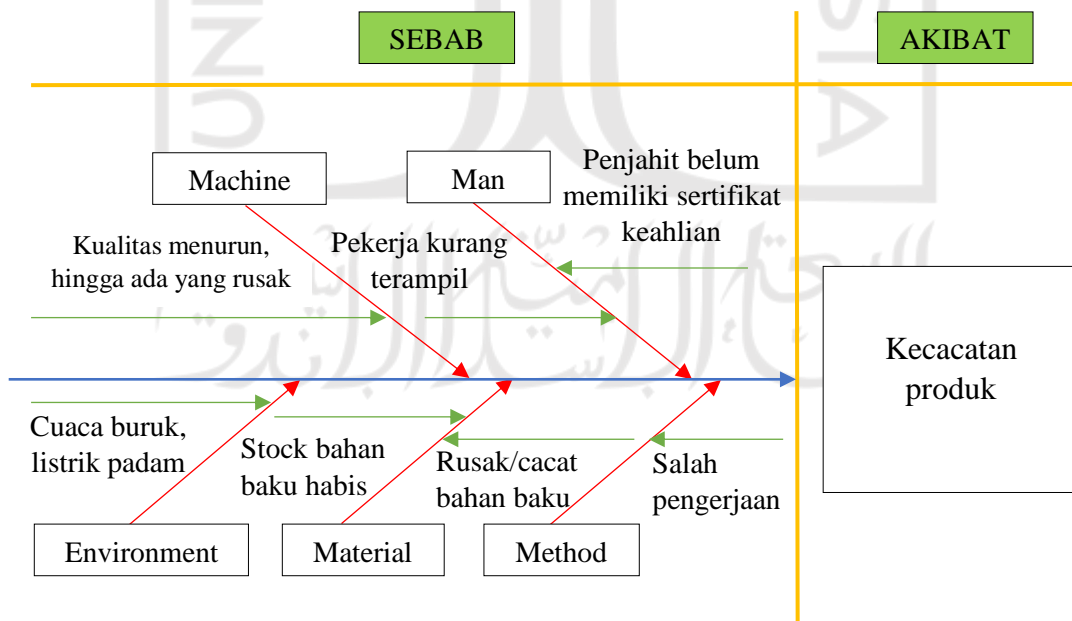 SEBAB
AKIBAT
Machine
Man
Penjahit belum
memiliki sertifikat
keahlian
Kualitas menurun,
hingga ada yang rusak
Pekerja kurang
terampil
Kecacatan
produk
Cuaca buruk,
listrik padam
Stock bahan
baku habis
Rusak/cacat
bahan baku
Salah
pengerjaan
Environment
Material
Method